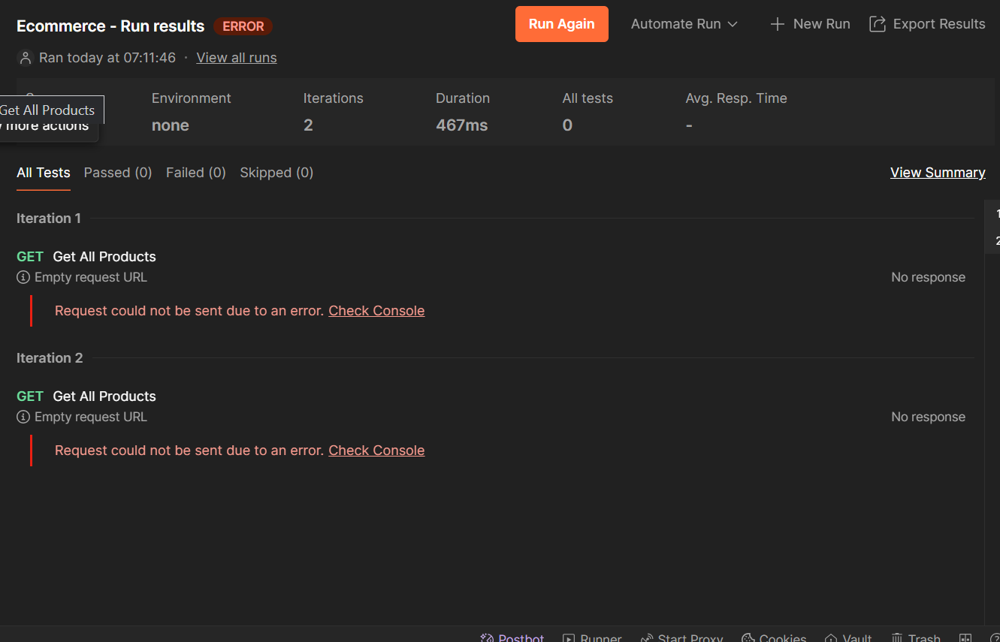 Ecommerce - Run results ERROR Run Again Automate Run New Run Export Results
Ran today at 07:11:46 · View all runs
Environment Iterations Duration All tests Avg. Resp. Time
Get All Products
more actions
none 2 467ms 0 -
All Tests Passed (0) Failed (0) Skipped (0) View Summary
Iteration 1
1
2
GET Get All Products
Empty request URL No response
Request could not be sent due to an error. Check Console
Iteration 2
GET Get All Products
Empty request URL No response
Request could not be sent due to an error. Check Console
Postbot Runner Start Proxy Cookies Vault Trash